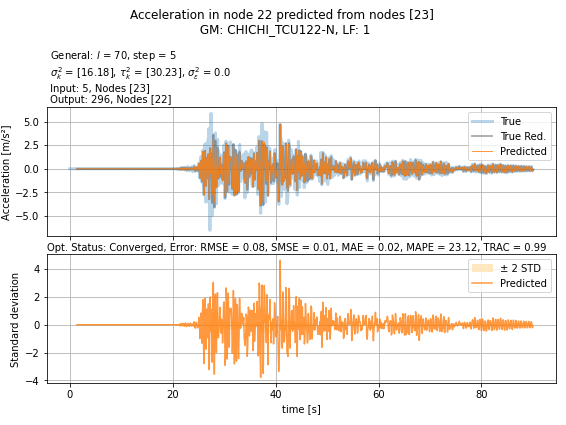 Acceleration in node 22 predicted from nodes [23]
GM: CHICHI_TCU122-N, LF: 1
General: l = 70, step = 5
σ²ₖ = [16.18], τ²ₖ = [30.23], σ²_ε = 0.0
Input: 5, Nodes [23]
Output: 296, Nodes [22]
Acceleration [m/s²]
5.0
2.5
0.0
−2.5
−5.0
True
True Red.
Predicted
Opt. Status: Converged, Error: RMSE = 0.08, SMSE = 0.01, MAE = 0.02, MAPE = 23.12, TRAC = 0.99
Standard deviation
4
2
0
−2
−4
± 2 STD
Predicted
0
20
40
60
80
time [s]